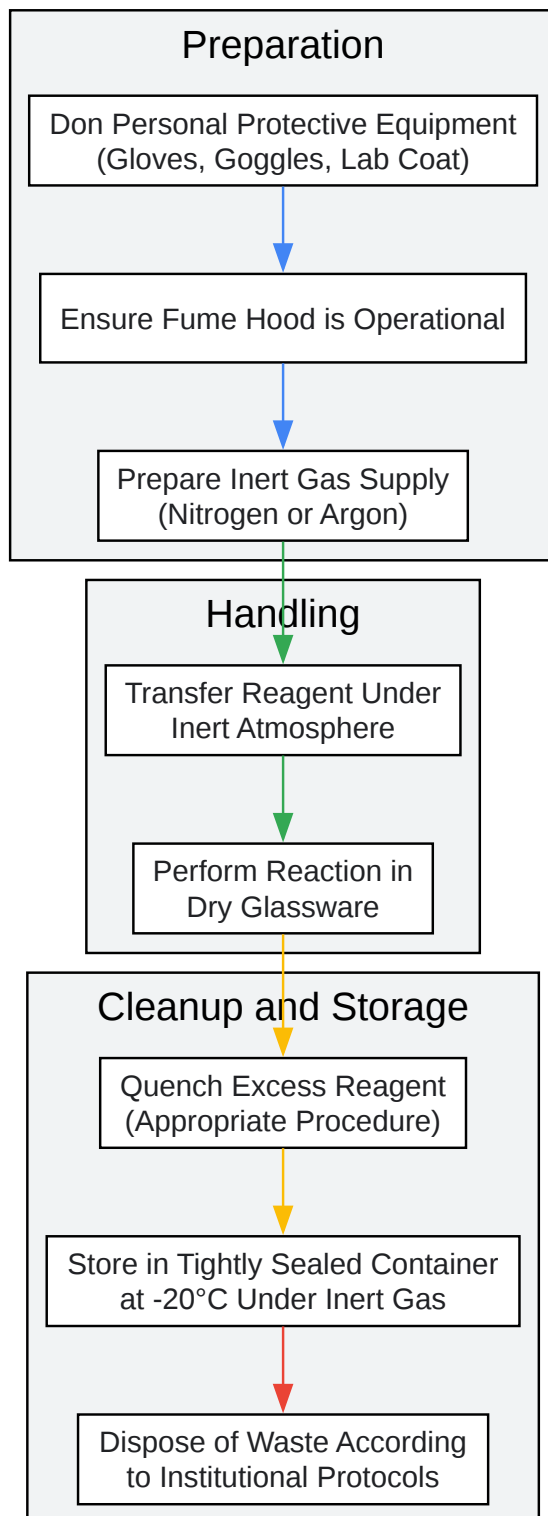 Preparation
Don Personal Protective Equipment
(Gloves, Goggles, Lab Coat)
Ensure Fume Hood is Operational
Prepare Inert Gas Supply
(Nitrogen or Argon)
Handling
Transfer Reagent Under
Inert Atmosphere
Perform Reaction in
Dry Glassware
Cleanup and Storage
Quench Excess Reagent
(Appropriate Procedure)
Store in Tightly Sealed Container
at -20°C Under Inert Gas
Dispose of Waste According
to Institutional Protocols